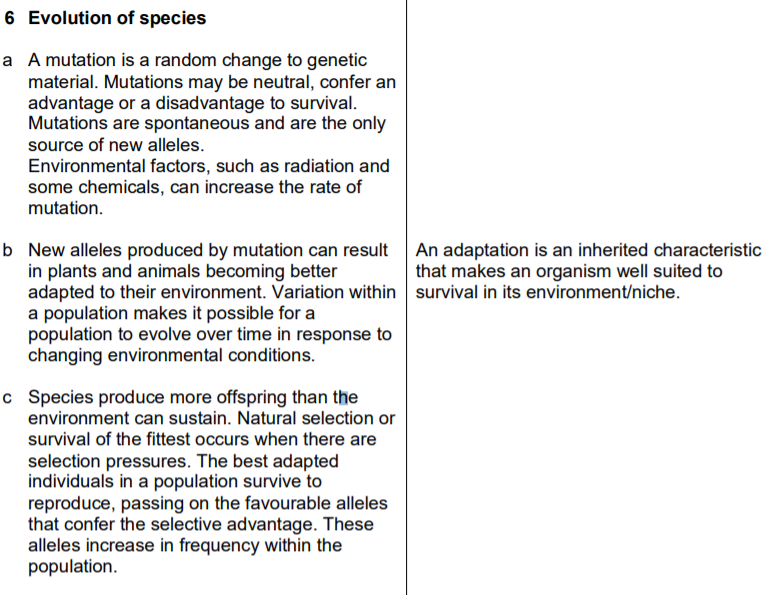 6 Evolution of species
a A mutation is a random change to genetic
material. Mutations may be neutral, confer an
advantage or a disadvantage to survival.
Mutations are spontaneous and are the only
source of new alleles.
Environmental factors, such as radiation and
some chemicals, can increase the rate of
mutation.
b New alleles produced by mutation can result
in plants and animals becoming better
adapted to their environment. Variation within
a population makes it possible for a
population to evolve over time in response to
changing environmental conditions.
An adaptation is an inherited characteristic
that makes an organism well suited to
survival in its environment/niche.
c Species produce more offspring than the
environment can sustain. Natural selection or
survival of the fittest occurs when there are
selection pressures. The best adapted
individuals in a population survive to
reproduce, passing on the favourable alleles
that confer the selective advantage. These
alleles increase in frequency within the
population.